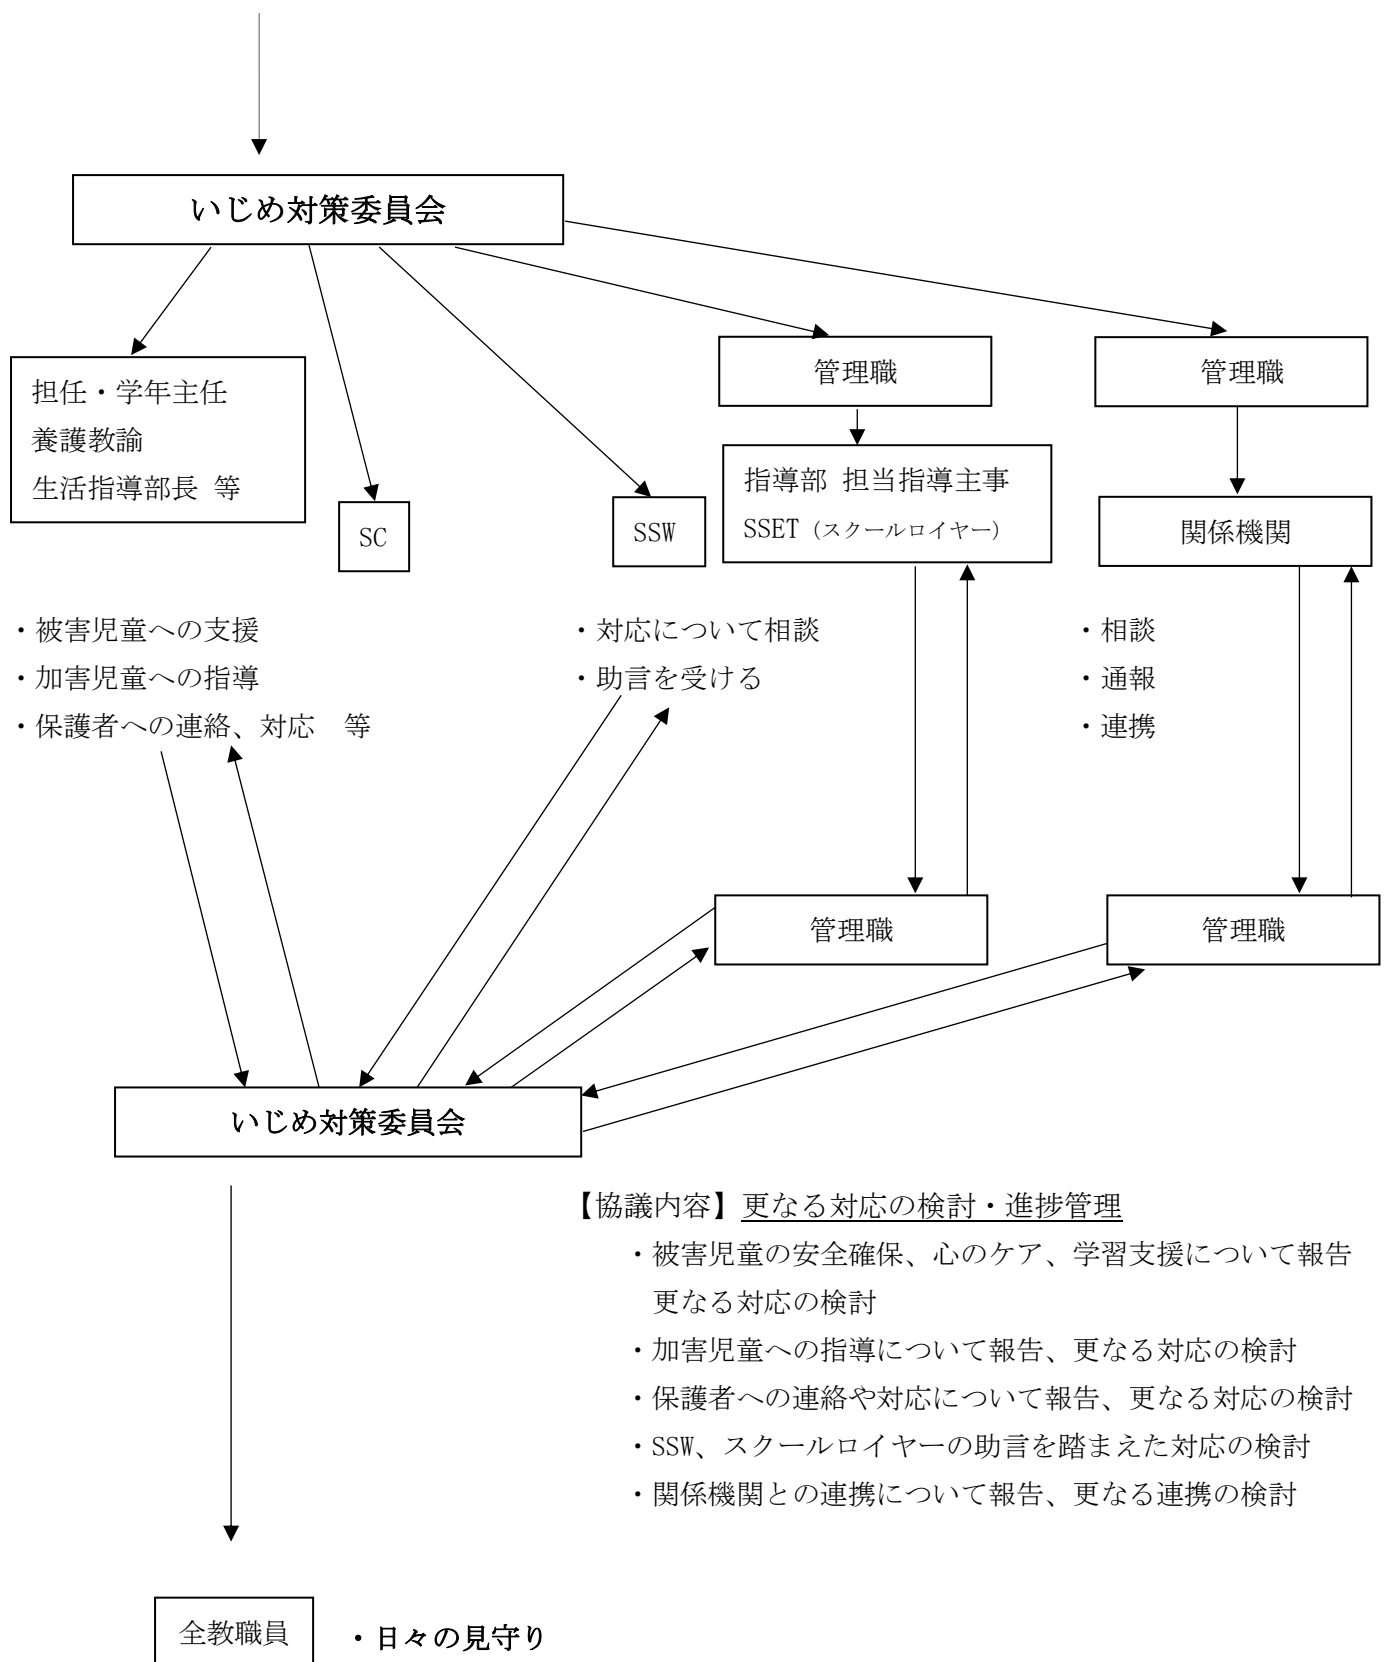 いじめ対策委員会
管理職
管理職
担任・学年主任
養護教諭
生活指導部長 等
SC
SSW
指導部 担当指導主事
SSET（スクールロイヤー）
関係機関
・被害児童への支援
・加害児童への指導
・保護者への連絡、対応　等
・対応について相談
・助言を受ける
・相談
・通報
・連携
管理職
管理職
いじめ対策委員会
【協議内容】更なる対応の検討・進捗管理
・被害児童の安全確保、心のケア、学習支援について報告
更なる対応の検討
・加害児童への指導について報告、更なる対応の検討
・保護者への連絡や対応について報告、更なる対応の検討
・SSW、スクールロイヤーの助言を踏まえた対応の検討
・関係機関との連携について報告、更なる連携の検討
全教職員
・日々の見守り